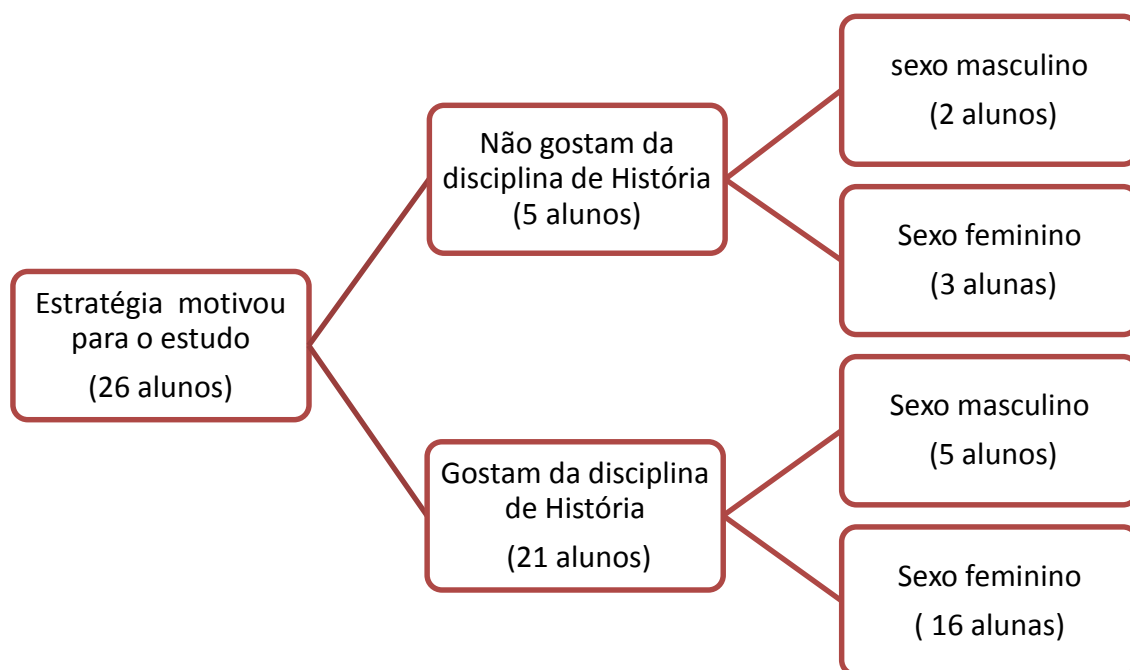 Estratégia motivou
para o estudo
(26 alunos)
Não gostam da
disciplina de História
(5 alunos)
sexo masculino
(2 alunos)
Sexo feminino
(3 alunas)
Gostam da disciplina
de História
(21 alunos)
Sexo masculino
(5 alunos)
Sexo feminino
( 16 alunas)